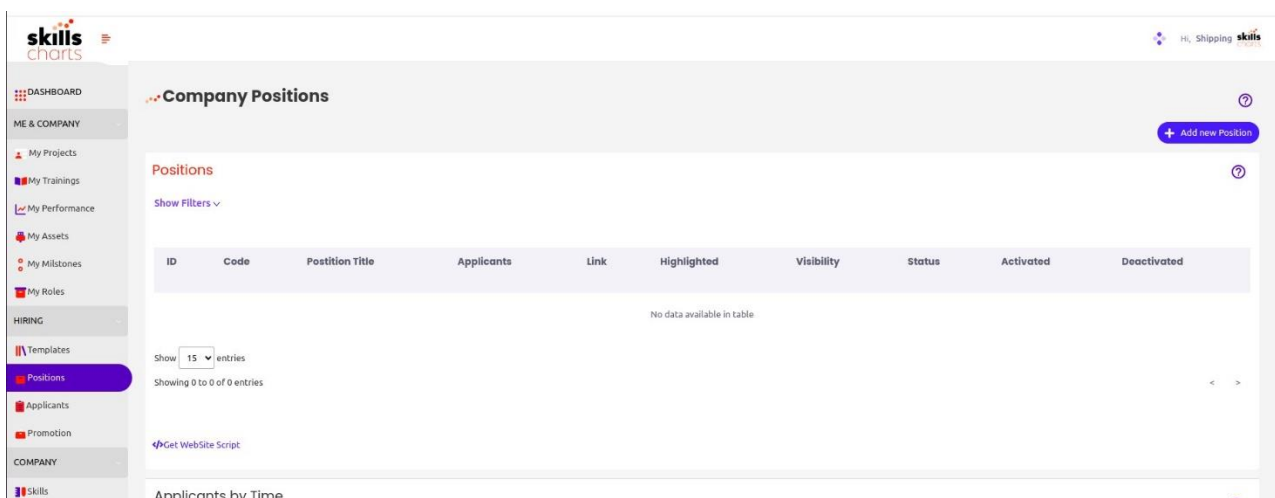 skills
charts
Hi, Shipping skills
charts
DASHBOARD
Company Positions
ME & COMPANY
+ Add new Position
My Projects
Positions
My Trainings
Show Filters
My Performance
My Assets
ID Code Postition Title Applicants Link Highlighted Visibility Status Activated Deactivated
My Milstones
My Roles
No data available in table
HIRING
Templates
Show 15 entries
Positions
Showing 0 to 0 of 0 entries < >
Applicants
Promotion
</>Get WebSite Script
COMPANY
Skills
Applicants by Time